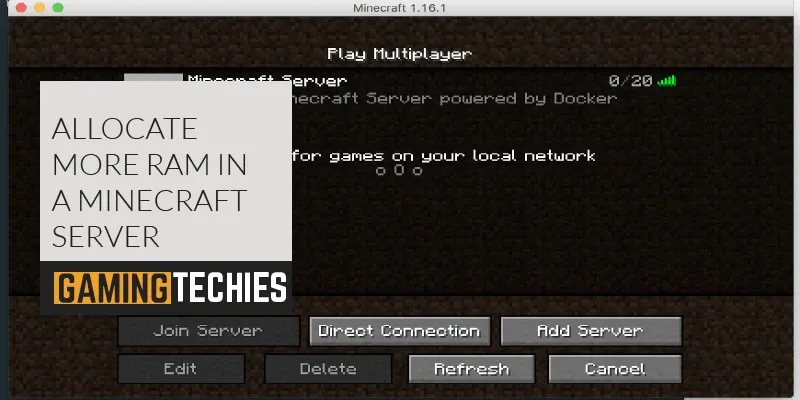 Minecraft 1.16.1
Play Multiplayer
Minecraft Server
0/20
necraft Server powered by Docker
for games on your local network
o O o
ALLOCATE
MORE RAM IN
A MINECRAFT
SERVER
GAMINGTECHIES
Join Server
Direct Connection
Add Server
Edit
Delete
Refresh
Cancel